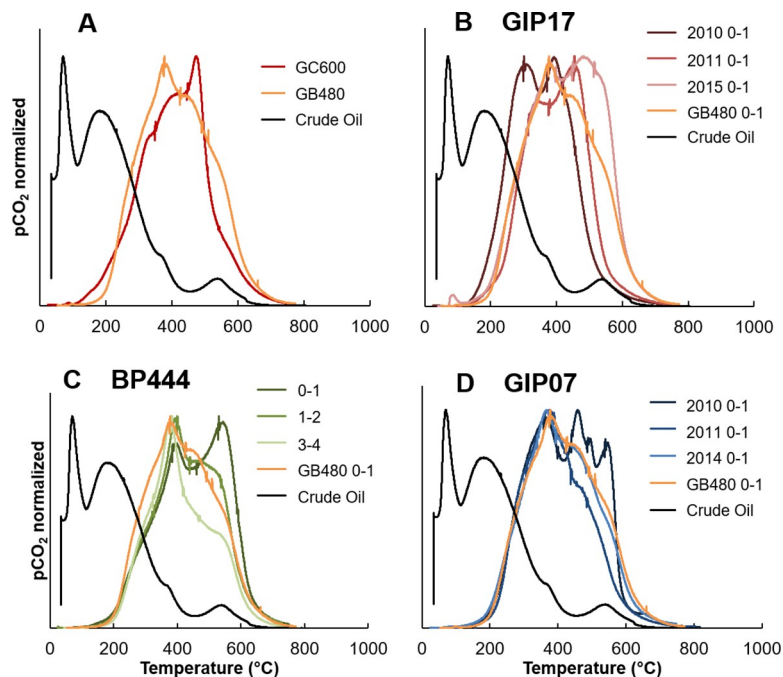 A
GC600
GB480
Crude Oil
pCO2 normalized
0 200 400 600 800 1000
B GIP17
2010 0-1
2011 0-1
2015 0-1
GB480 0-1
Crude Oil
0 200 400 600 800 1000
C BP444
0-1
1-2
3-4
GB480 0-1
Crude Oil
pCO2 normalized
0 200 400 600 800 1000
Temperature (°C)
D GIP07
2010 0-1
2011 0-1
2014 0-1
GB480 0-1
Crude Oil
0 200 400 600 800 1000
Temperature (°C)